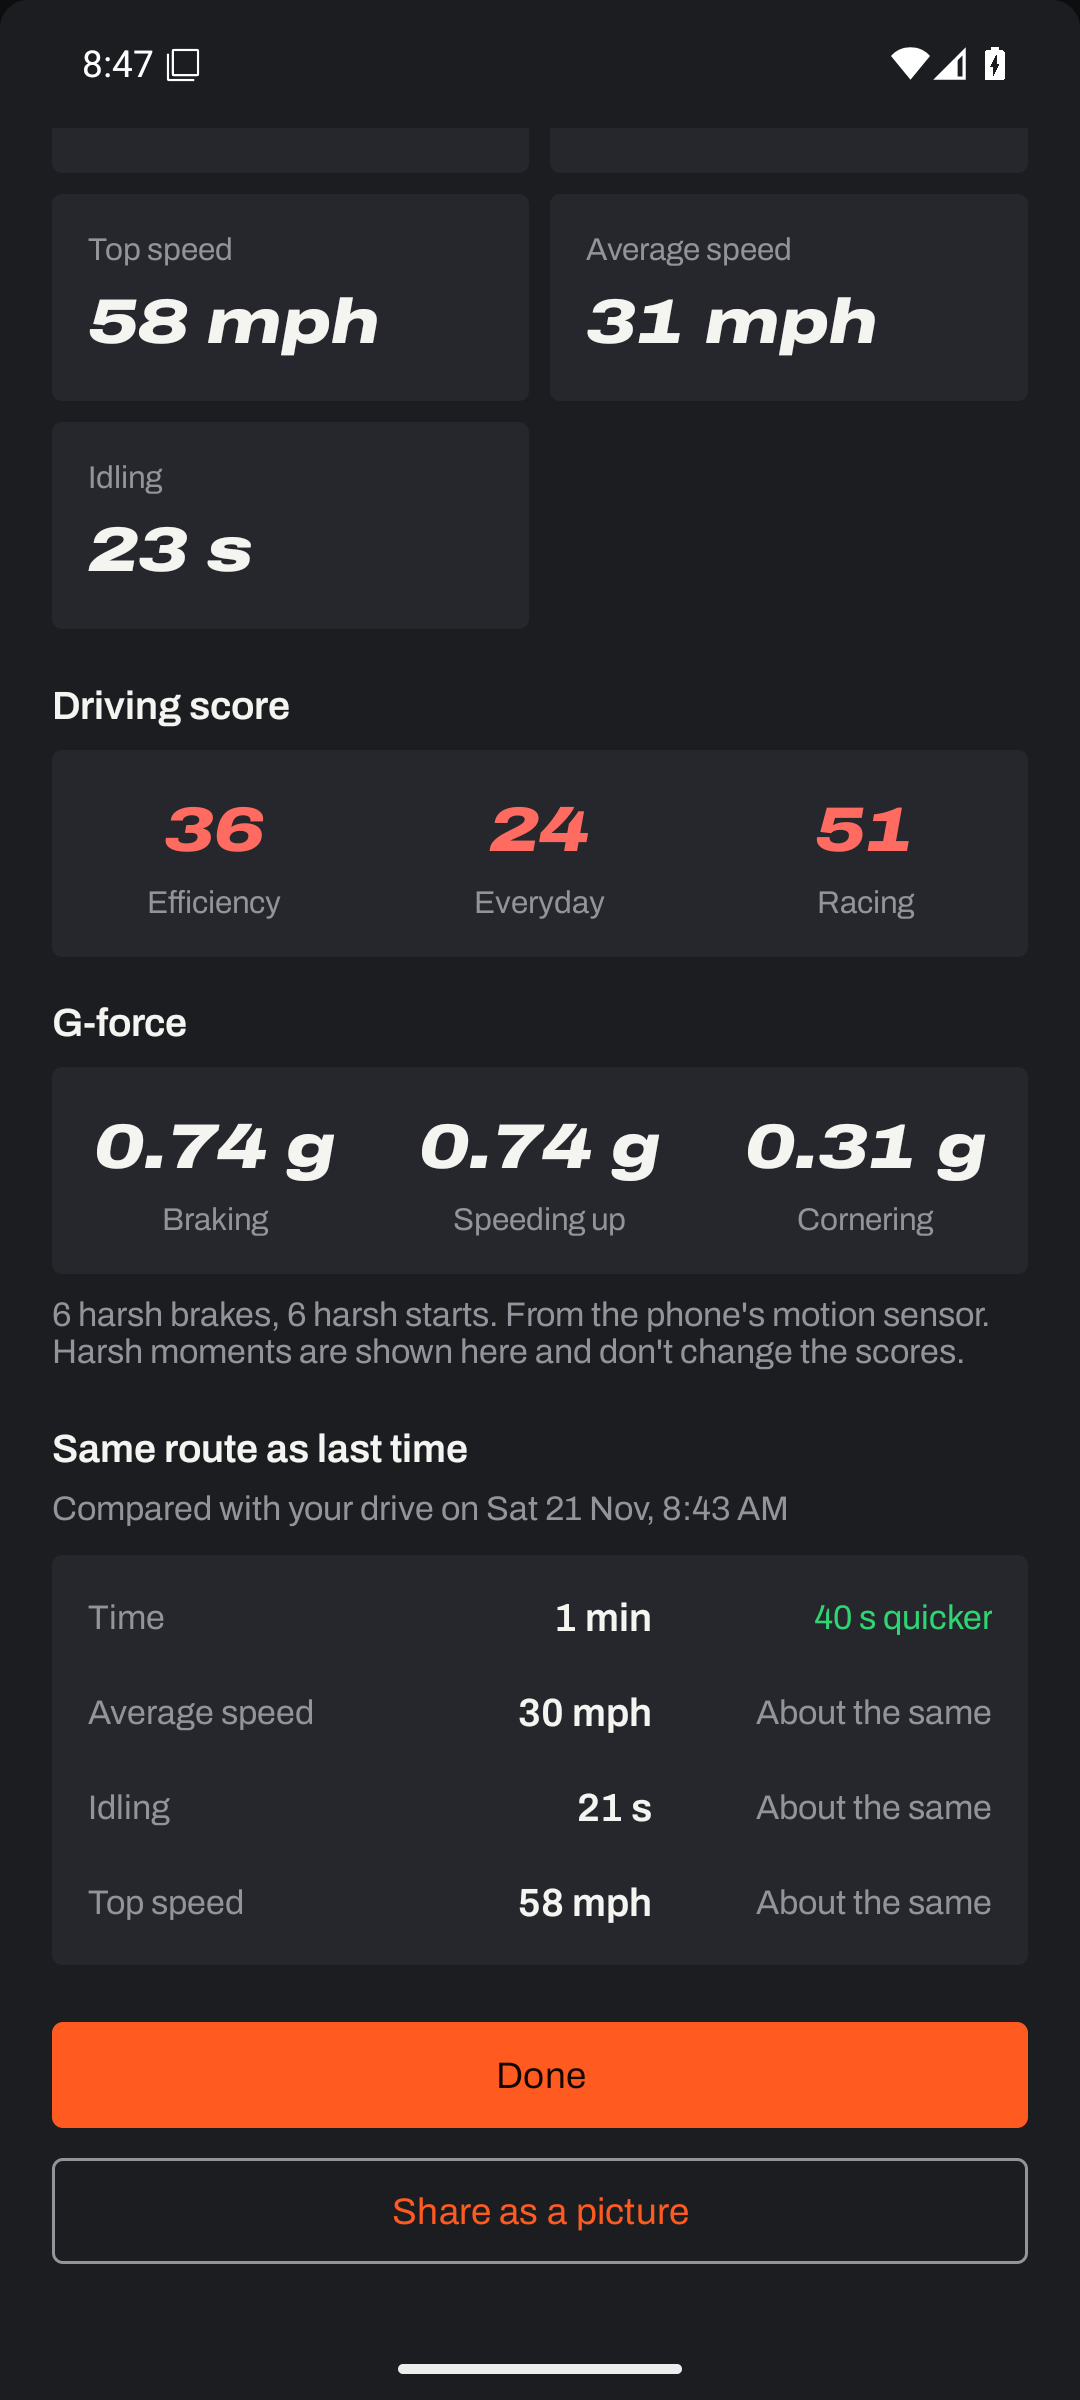 8:47
Top speed
58 mph
Average speed
31 mph
Idling
23 s
Driving score
36
Efficiency
24
Everyday
51
Racing
G-force
0.74 g
Braking
0.74 g
Speeding up
0.31 g
Cornering
6 harsh brakes, 6 harsh starts. From the phone's motion sensor.
Harsh moments are shown here and don't change the scores.
Same route as last time
Compared with your drive on Sat 21 Nov, 8:43 AM
Time 1 min 40 s quicker
Average speed 30 mph About the same
Idling 21 s About the same
Top speed 58 mph About the same
Done
Share as a picture